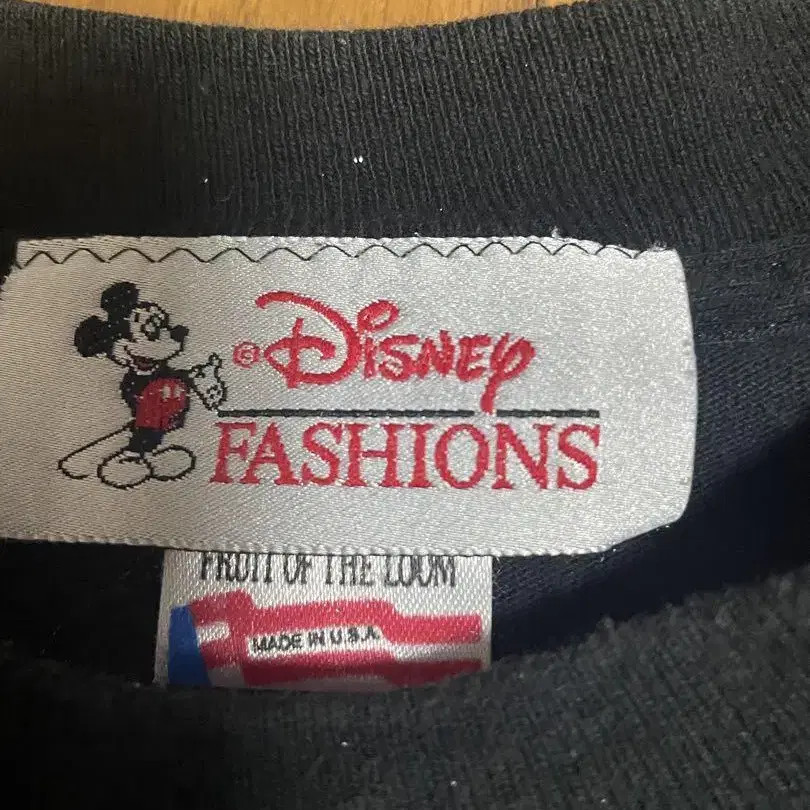 © Disney
FASHIONS
FRUIT OF THE LOOM
MADE IN U.S.A.